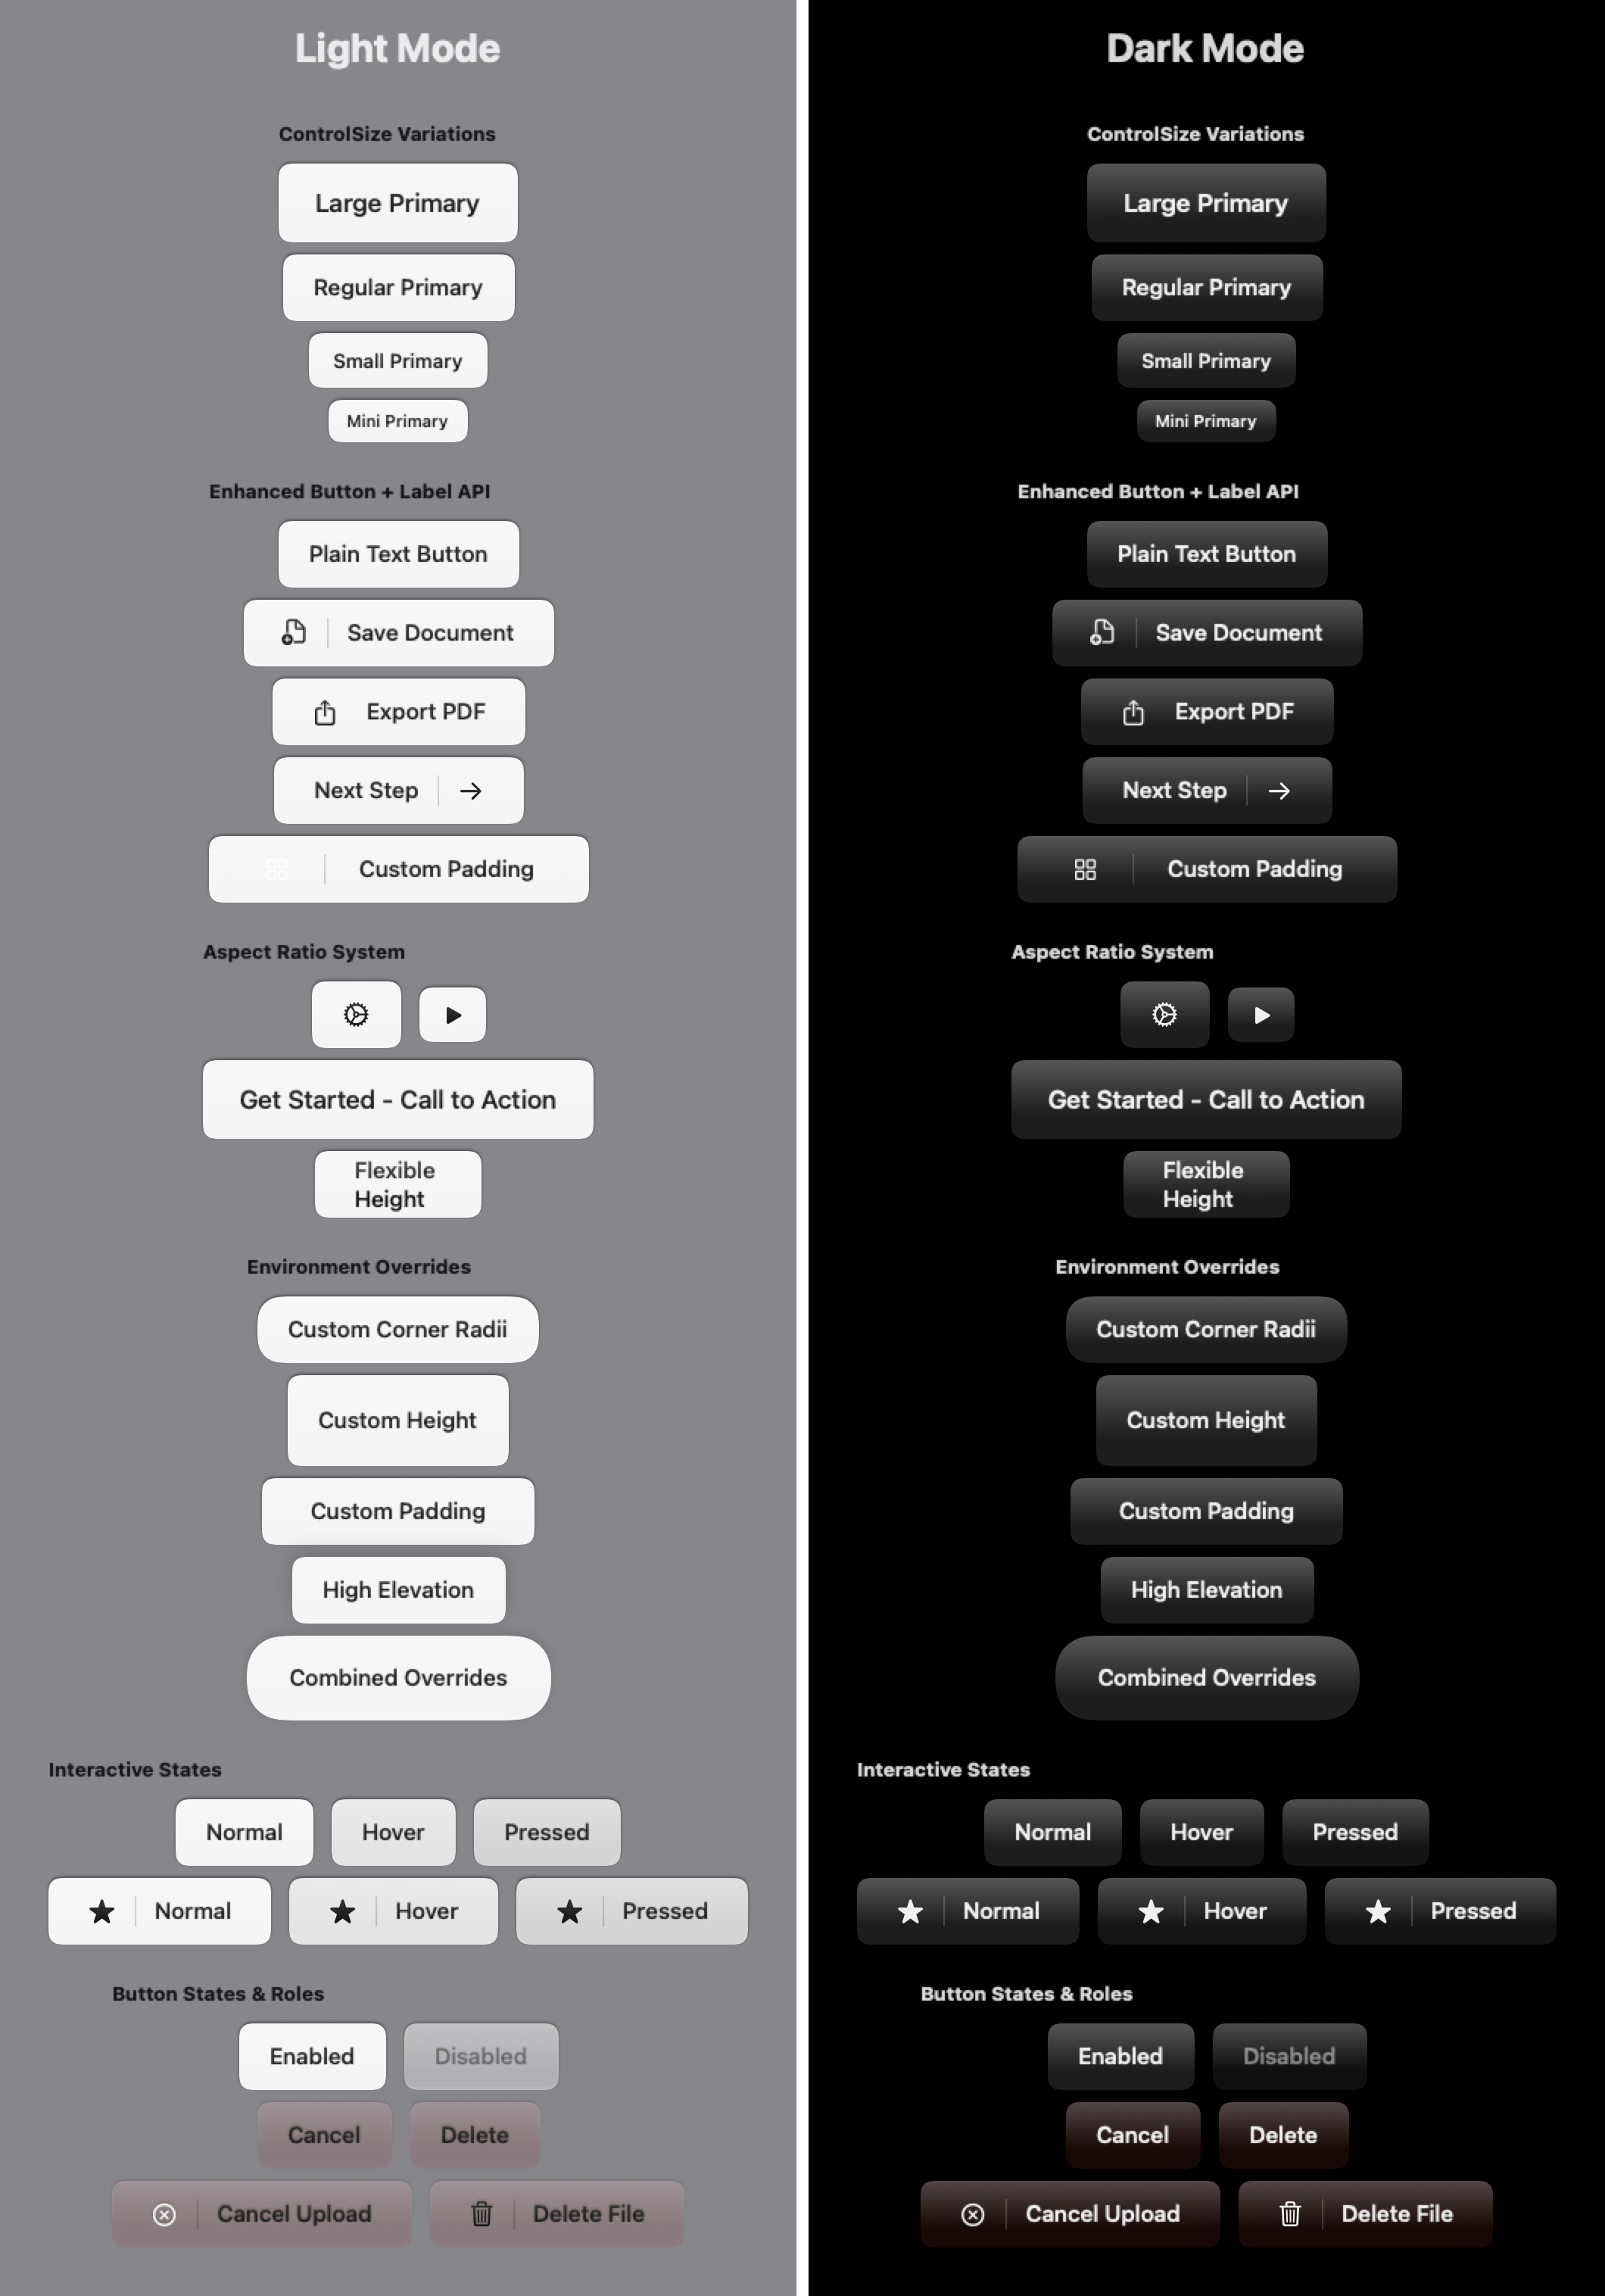 Light Mode
ControlSize Variations
Large Primary
Regular Primary
Small Primary
Mini Primary
Enhanced Button + Label API
Plain Text Button
Save Document
Export PDF
Next Step
Custom Padding
Aspect Ratio System
Get Started - Call to Action
Flexible
Height
Environment Overrides
Custom Corner Radii
Custom Height
Custom Padding
High Elevation
Combined Overrides
Interactive States
Normal Hover Pressed
Normal Hover Pressed
Button States & Roles
Enabled Disabled
Cancel Delete
Cancel Upload Delete File
Dark Mode
ControlSize Variations
Large Primary
Regular Primary
Small Primary
Mini Primary
Enhanced Button + Label API
Plain Text Button
Save Document
Export PDF
Next Step
Custom Padding
Aspect Ratio System
Get Started - Call to Action
Flexible
Height
Environment Overrides
Custom Corner Radii
Custom Height
Custom Padding
High Elevation
Combined Overrides
Interactive States
Normal Hover Pressed
Normal Hover Pressed
Button States & Roles
Enabled Disabled
Cancel Delete
Cancel Upload Delete File